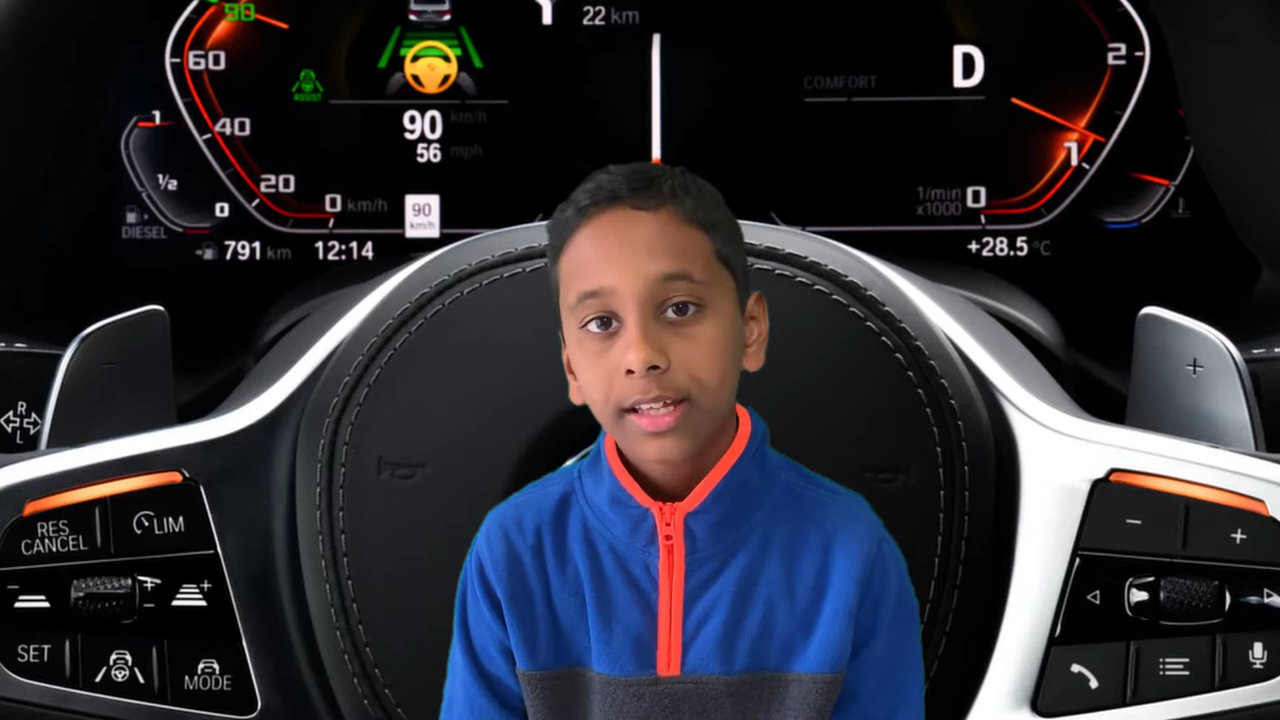 90
22 km
60
2
COMFORT
D
ASSIST
1
40
90 km/h
56 mph
1
½
20
0
0 km/h
90
km/h
1/min
x1000
0
DIESEL
791 km
12:14
+28.5 °C
−
+
R
L
RES
CANCEL
LIM
−
+
−
+
SET
MODE
−
+